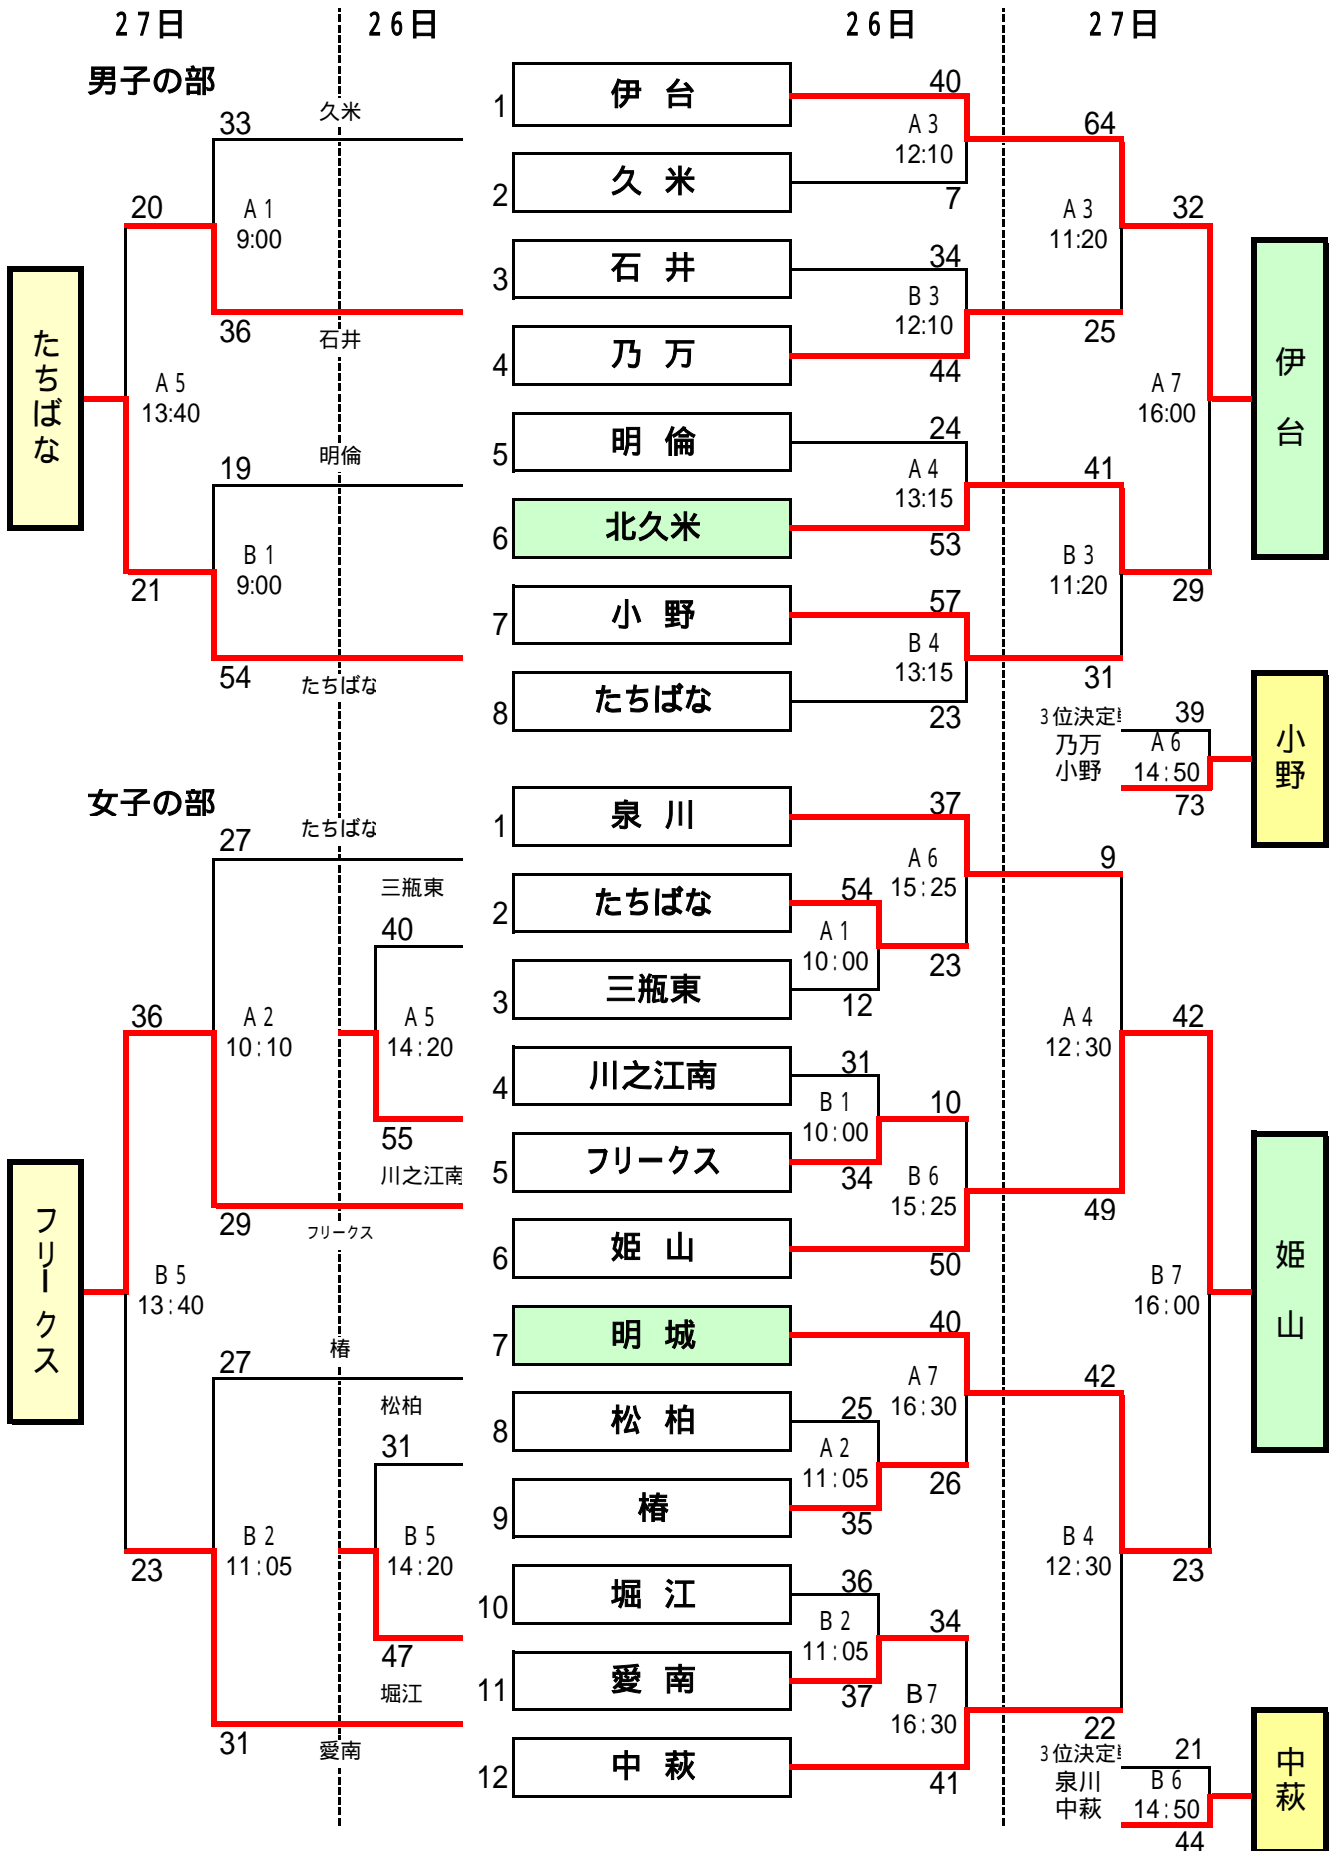 27日
26日
26日
27日
男子の部
久米
33
20
A1
9:00
36
石井
たちばな
A5
13:40
明倫
19
B1
9:00
21
54
たちばな
1
伊台
40
A3
12:10
2
久米
7
3
石井
34
B3
12:10
4
乃万
44
5
明倫
24
A4
13:15
6
北久米
53
7
小野
57
B4
13:15
8
たちばな
23
64
A3
11:20
25
32
A7
16:00
伊台
41
B3
11:20
29
31
3位決定
39
乃万
小野
A6
14:50
73
小野
女子の部
たちばな
27
三瓶東
40
36
A2
10:10
A5
14:20
55
川之江南
29
フリークス
フリークス
B5
13:40
椿
27
松柏
31
B2
11:05
B5
14:20
23
47
堀江
31
愛南
1
泉川
37
A6
15:25
2
たちばな
54
A1
10:00
23
3
三瓶東
12
4
川之江南
31
B1
10:00
10
5
フリークス
34
B6
15:25
6
姫山
50
7
明城
40
A7
16:30
8
松柏
25
A2
11:05
26
9
椿
35
10
堀江
36
B2
11:05
34
11
愛南
37
B7
16:30
12
中萩
41
9
A4
12:30
42
49
B7
16:00
姫山
42
B4
12:30
23
22
3位決定
21
泉川
中萩
B6
14:50
44
中萩